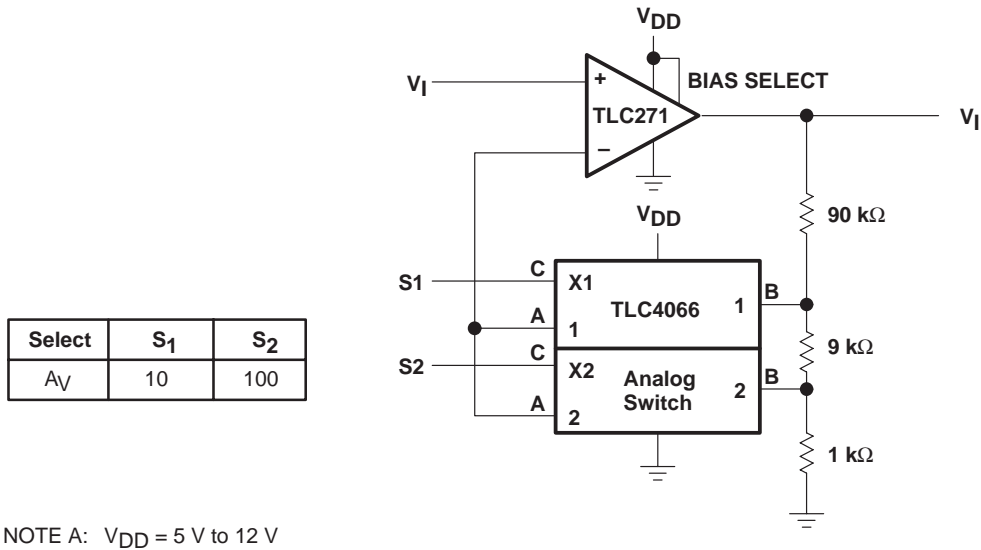 VDD
VI
+
BIAS SELECT
TLC271
VI
−
90 kΩ
VDD
S1
C
X1
TLC4066
1
B
A
1
9 kΩ
S2
C
X2
Analog
Switch
2
B
A
2
1 kΩ
Select S1 S2
AV 10 100
NOTE A: VDD = 5 V to 12 V